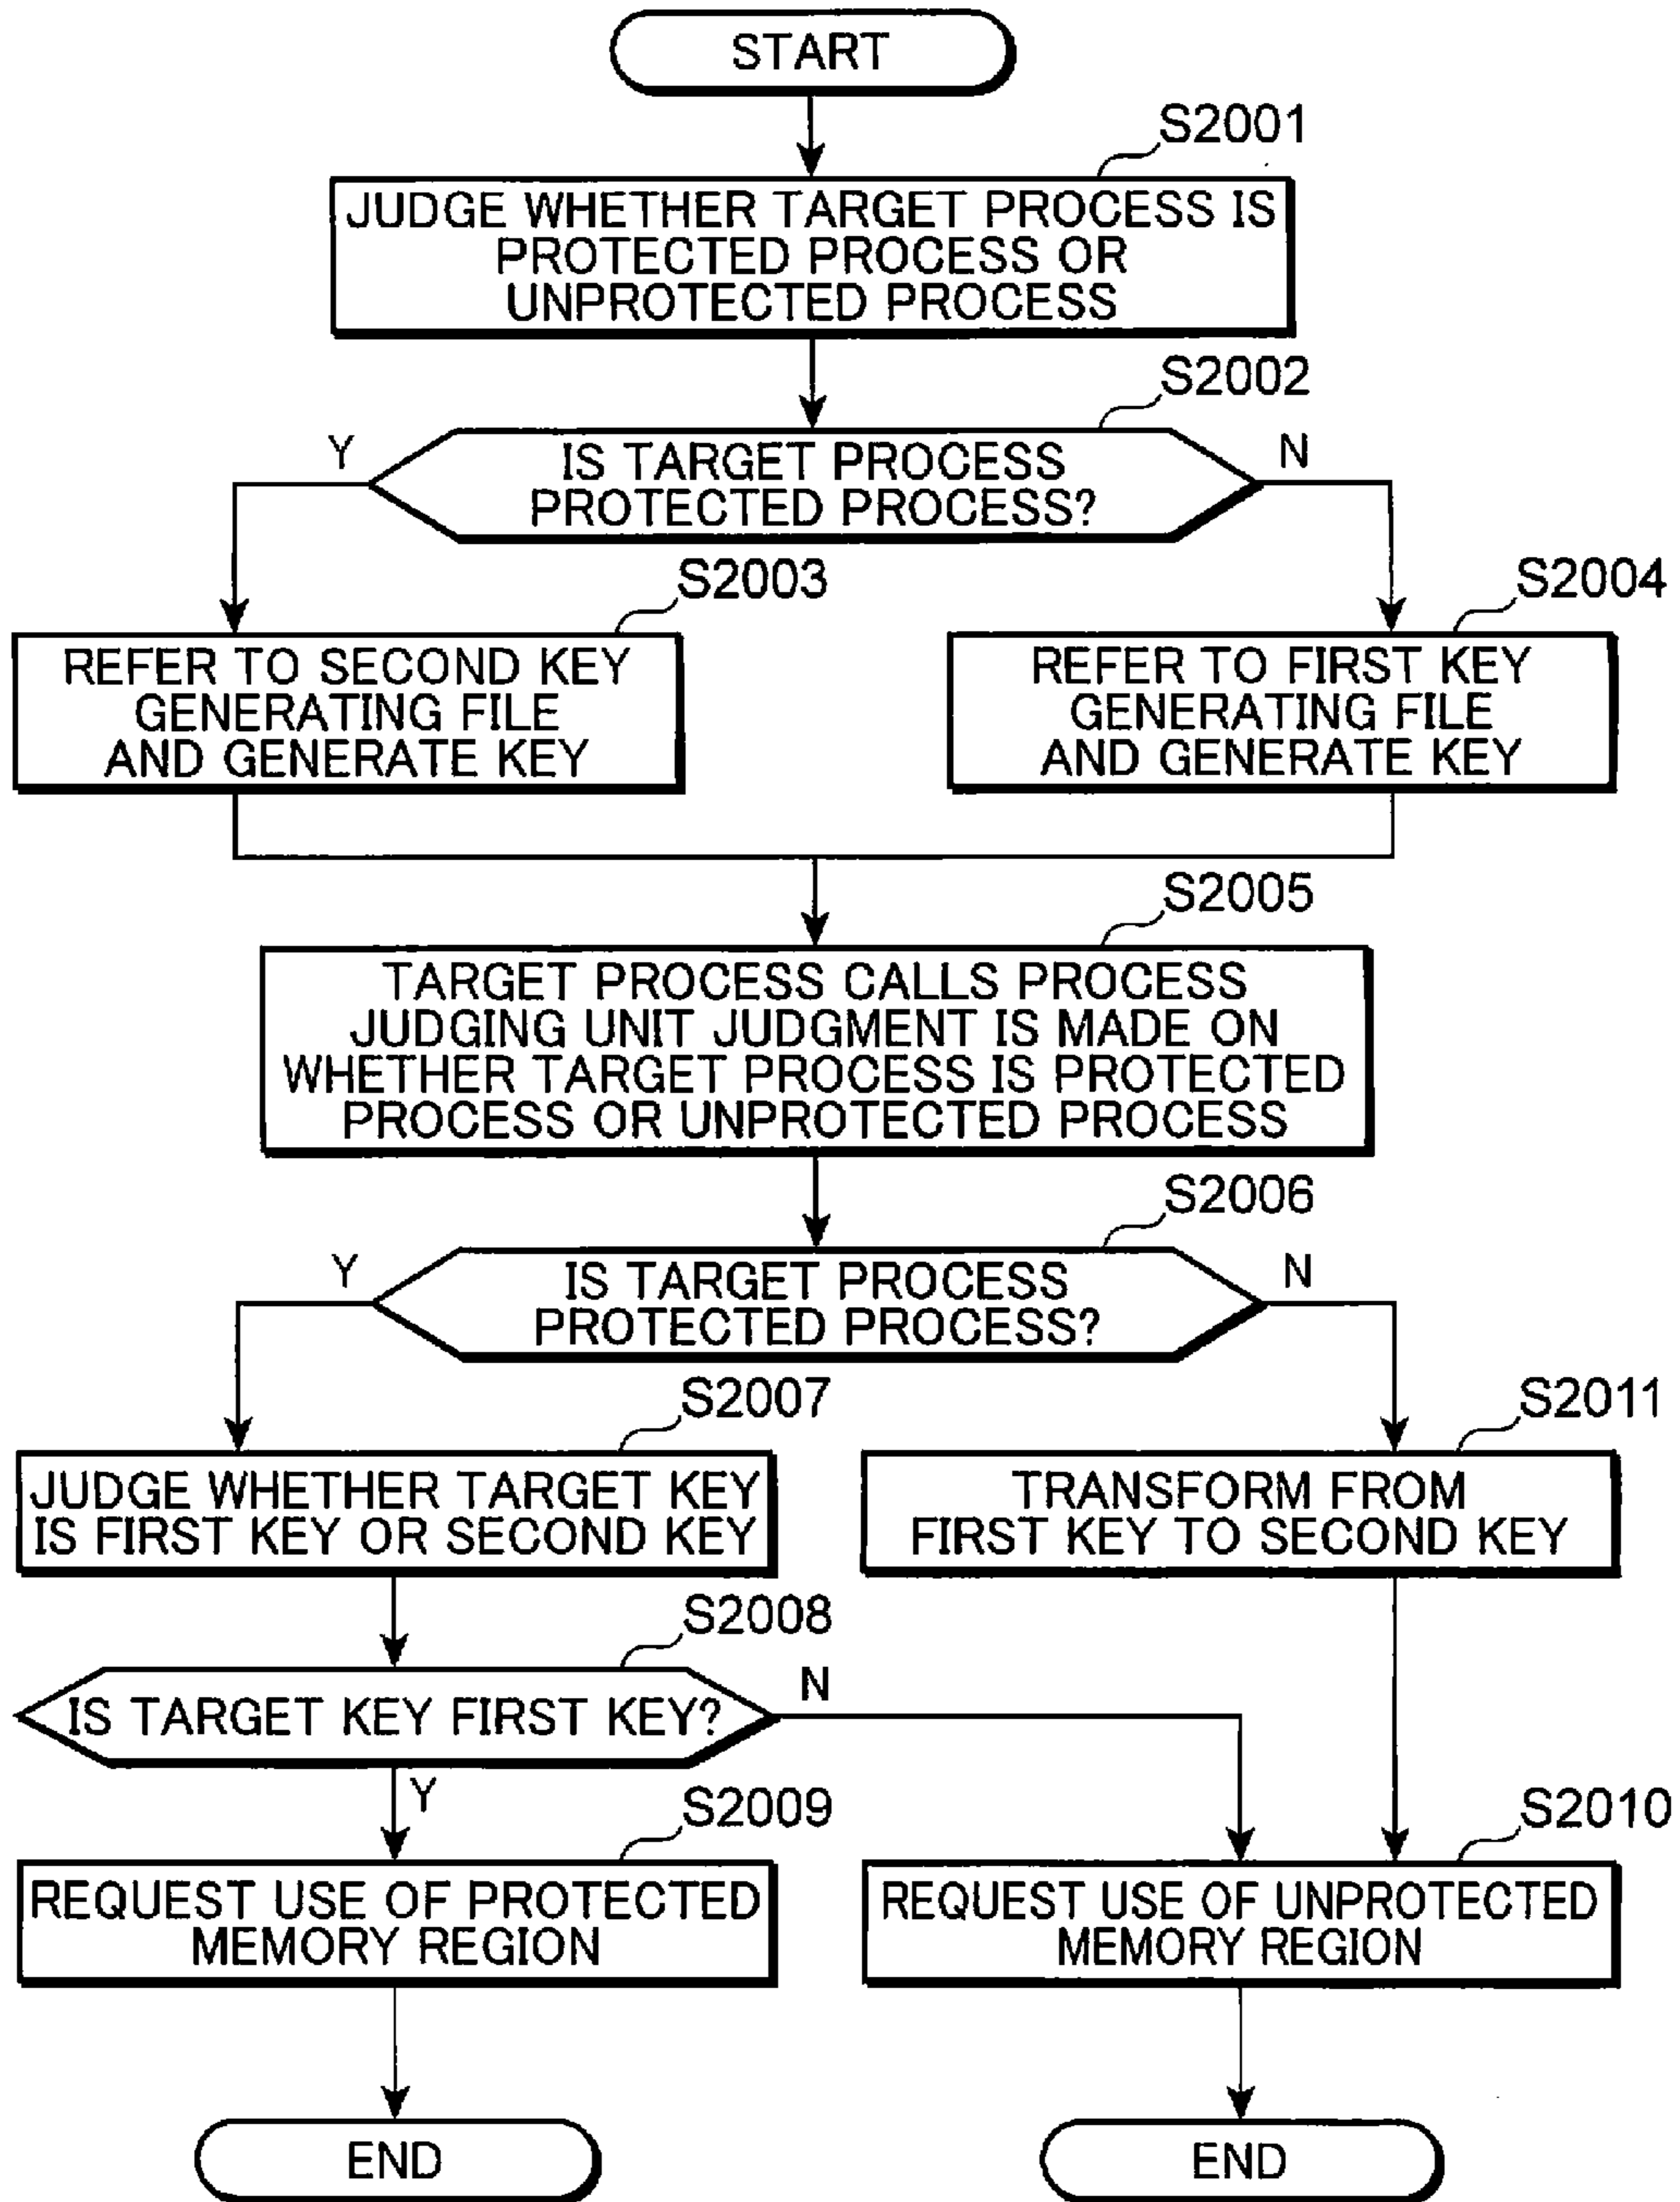 START
S2001
JUDGE WHETHER TARGET PROCESS IS
PROTECTED PROCESS OR
UNPROTECTED PROCESS
S2002
Y
IS TARGET PROCESS
PROTECTED PROCESS?
N
S2003
REFER TO SECOND KEY
GENERATING FILE
AND GENERATE KEY
S2004
REFER TO FIRST KEY
GENERATING FILE
AND GENERATE KEY
S2005
TARGET PROCESS CALLS PROCESS
JUDGING UNIT JUDGMENT IS MADE ON
WHETHER TARGET PROCESS IS PROTECTED
PROCESS OR UNPROTECTED PROCESS
S2006
Y
IS TARGET PROCESS
PROTECTED PROCESS?
N
S2007
JUDGE WHETHER TARGET KEY
IS FIRST KEY OR SECOND KEY
S2011
TRANSFORM FROM
FIRST KEY TO SECOND KEY
S2008
IS TARGET KEY FIRST KEY?
N
Y
S2009
REQUEST USE OF PROTECTED
MEMORY REGION
S2010
REQUEST USE OF UNPROTECTED
MEMORY REGION
END
END